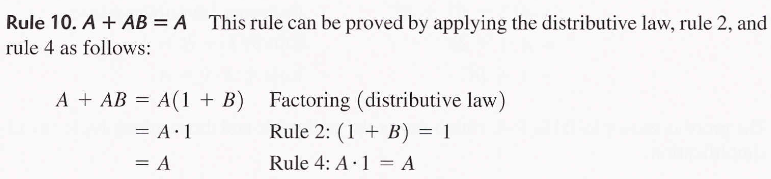 Rule 10. A + AB = A This rule can be proved by applying the distributive law, rule 2, and
rule 4 as follows:
A + AB = A(1 + B) Factoring (distributive law)
= A·1 Rule 2: (1 + B) =
= A Rule 4: A·1 = A